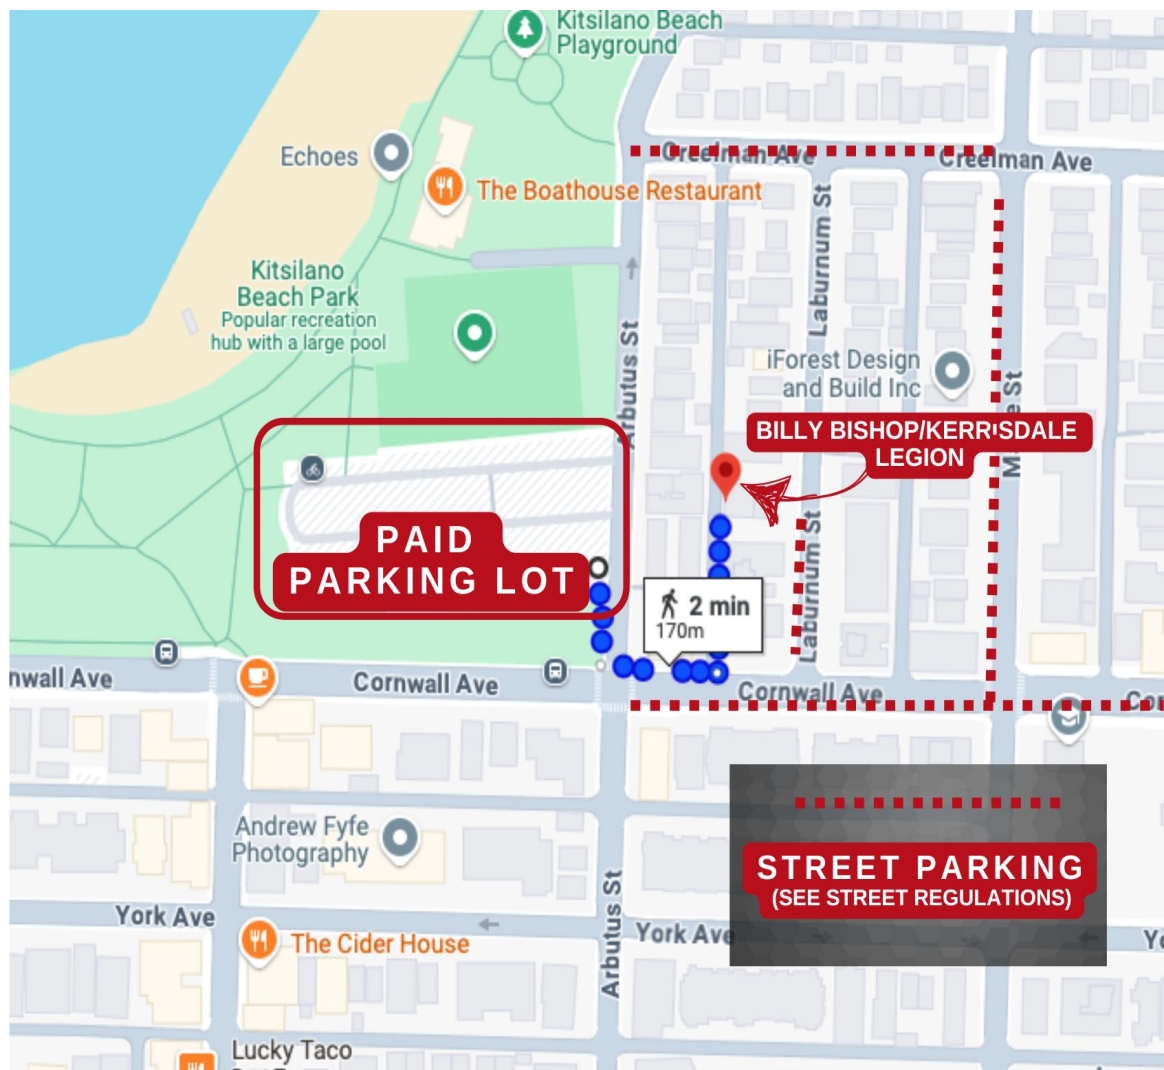 Kitsilano Beach
Playground
Echoes
The Boathouse Restaurant
Creelman Ave
Creelman Ave
Laburnum St
Kitsilano
Beach Park
Popular recreation
hub with a large pool
Arbutus St
iForest Design
and Build Inc
BILLY BISHOP/KERRISDALE
LEGION
PAID
PARKING LOT
Laburnum St
2 min
170m
nwall Ave
Cornwall Ave
Cornwall Ave
Andrew Fyfe
Photography
STREET PARKING
(SEE STREET REGULATIONS)
York Ave
The Cider House
Arbutus St
York Ave
Lucky Taco